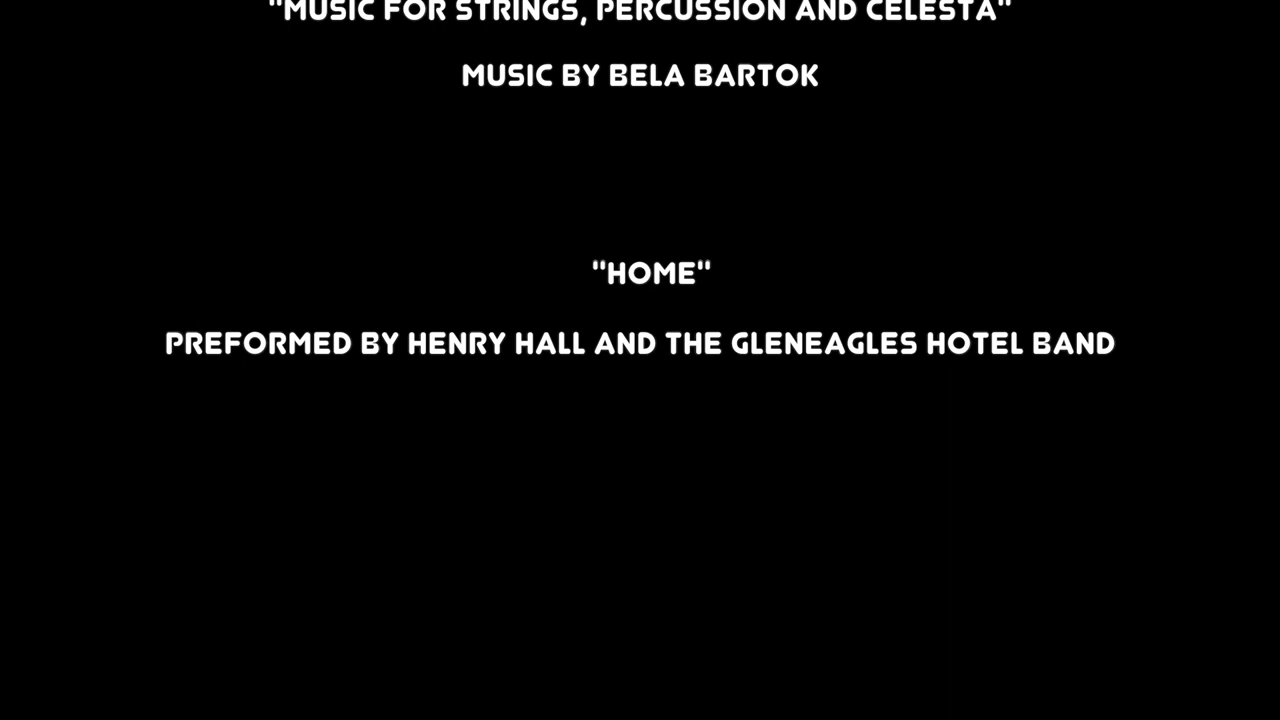 "MUSIC FOR STRINGS, PERCUSSION AND CELESTA"
MUSIC BY BELA BARTOK
"HOME"
PREFORMED BY HENRY HALL AND THE GLENEAGLES HOTEL BAND